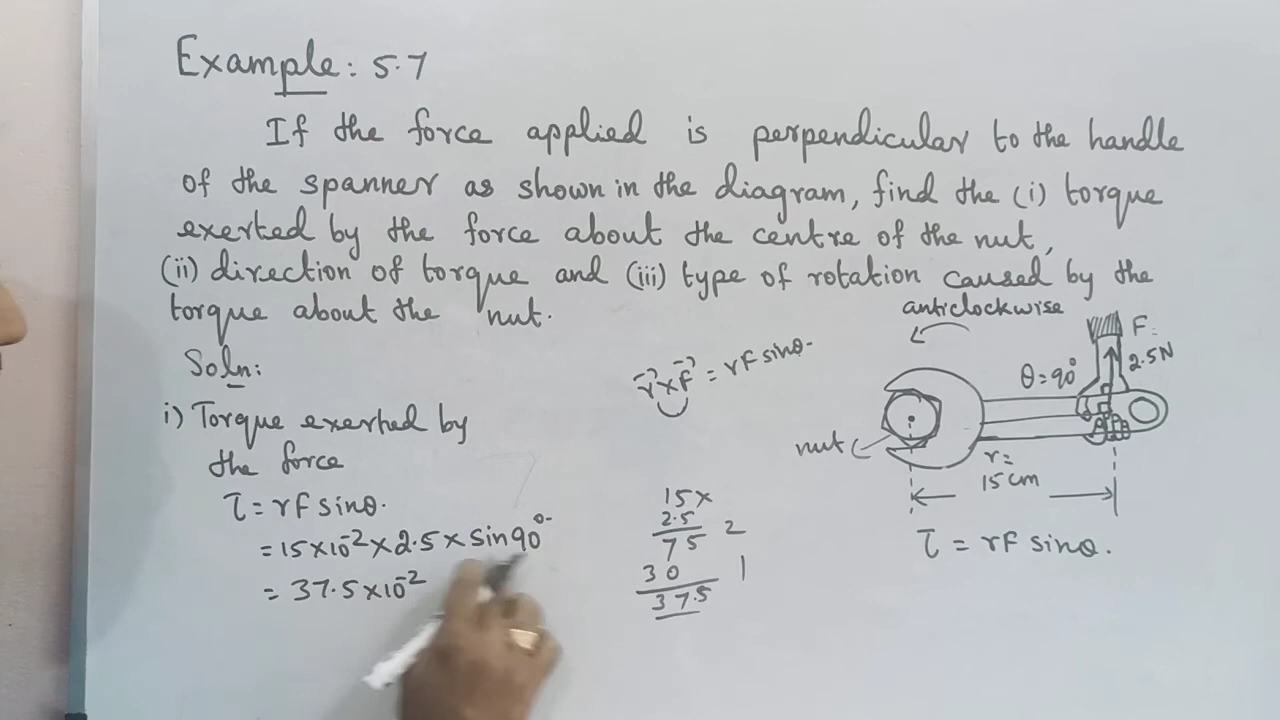 Example: 5.7
If the force applied is perpendicular to the handle
of the spanner as shown in the diagram, find the (i) torque
exerted by the force about the centre of the nut,
(ii) direction of torque and (iii) type of rotation caused by the
torque about the nut.
Soln:
i) Torque exerted by
the force
τ = rF sinθ.
= 15×10⁻²×2.5× sin90°
= 37.5×10⁻²
r⃗×F⃗ = rF sinθ.
15×
2.5
75
30
37.5
2
1
anticlockwise
F=
2.5N
θ=90°
nut
r=
15cm
τ = rF sinθ.